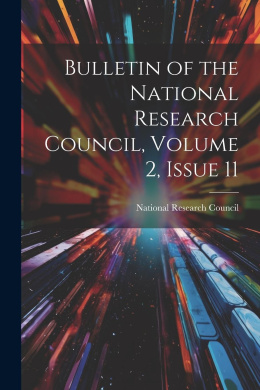 Bulletin of the
National
Research
Council, Volume
2, Issue 11
National Research Council